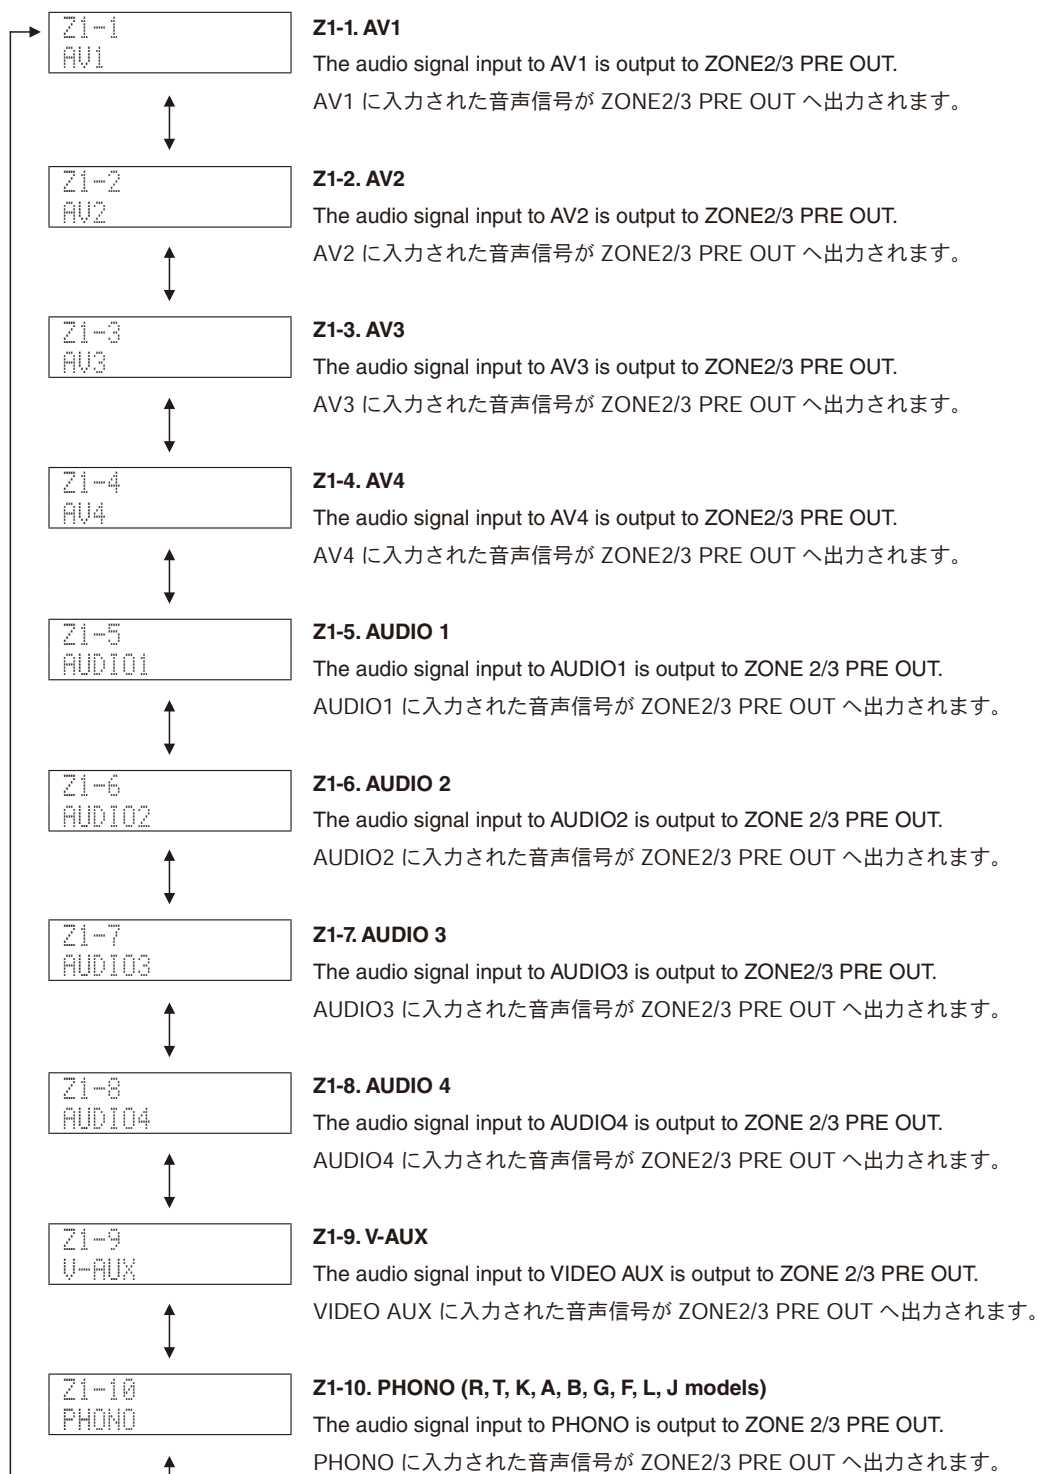 Z1-1
AV1
Z1-1. AV1
The audio signal input to AV1 is output to ZONE2/3 PRE OUT.
AV1 に入力された音声信号が ZONE2/3 PRE OUT へ出力されます。
Z1-2
AV2
Z1-2. AV2
The audio signal input to AV2 is output to ZONE2/3 PRE OUT.
AV2 に入力された音声信号が ZONE2/3 PRE OUT へ出力されます。
Z1-3
AV3
Z1-3. AV3
The audio signal input to AV3 is output to ZONE2/3 PRE OUT.
AV3 に入力された音声信号が ZONE2/3 PRE OUT へ出力されます。
Z1-4
AV4
Z1-4. AV4
The audio signal input to AV4 is output to ZONE2/3 PRE OUT.
AV4 に入力された音声信号が ZONE2/3 PRE OUT へ出力されます。
Z1-5
AUDIO1
Z1-5. AUDIO 1
The audio signal input to AUDIO1 is output to ZONE 2/3 PRE OUT.
AUDIO1 に入力された音声信号が ZONE2/3 PRE OUT へ出力されます。
Z1-6
AUDIO2
Z1-6. AUDIO 2
The audio signal input to AUDIO2 is output to ZONE 2/3 PRE OUT.
AUDIO2 に入力された音声信号が ZONE2/3 PRE OUT へ出力されます。
Z1-7
AUDIO3
Z1-7. AUDIO 3
The audio signal input to AUDIO3 is output to ZONE2/3 PRE OUT.
AUDIO3 に入力された音声信号が ZONE2/3 PRE OUT へ出力されます。
Z1-8
AUDIO4
Z1-8. AUDIO 4
The audio signal input to AUDIO4 is output to ZONE 2/3 PRE OUT.
AUDIO4 に入力された音声信号が ZONE2/3 PRE OUT へ出力されます。
Z1-9
V-AUX
Z1-9. V-AUX
The audio signal input to VIDEO AUX is output to ZONE 2/3 PRE OUT.
VIDEO AUX に入力された音声信号が ZONE2/3 PRE OUT へ出力されます。
Z1-10
PHONO
Z1-10. PHONO (R, T, K, A, B, G, F, L, J models)
The audio signal input to PHONO is output to ZONE 2/3 PRE OUT.
PHONO に入力された音声信号が ZONE2/3 PRE OUT へ出力されます。